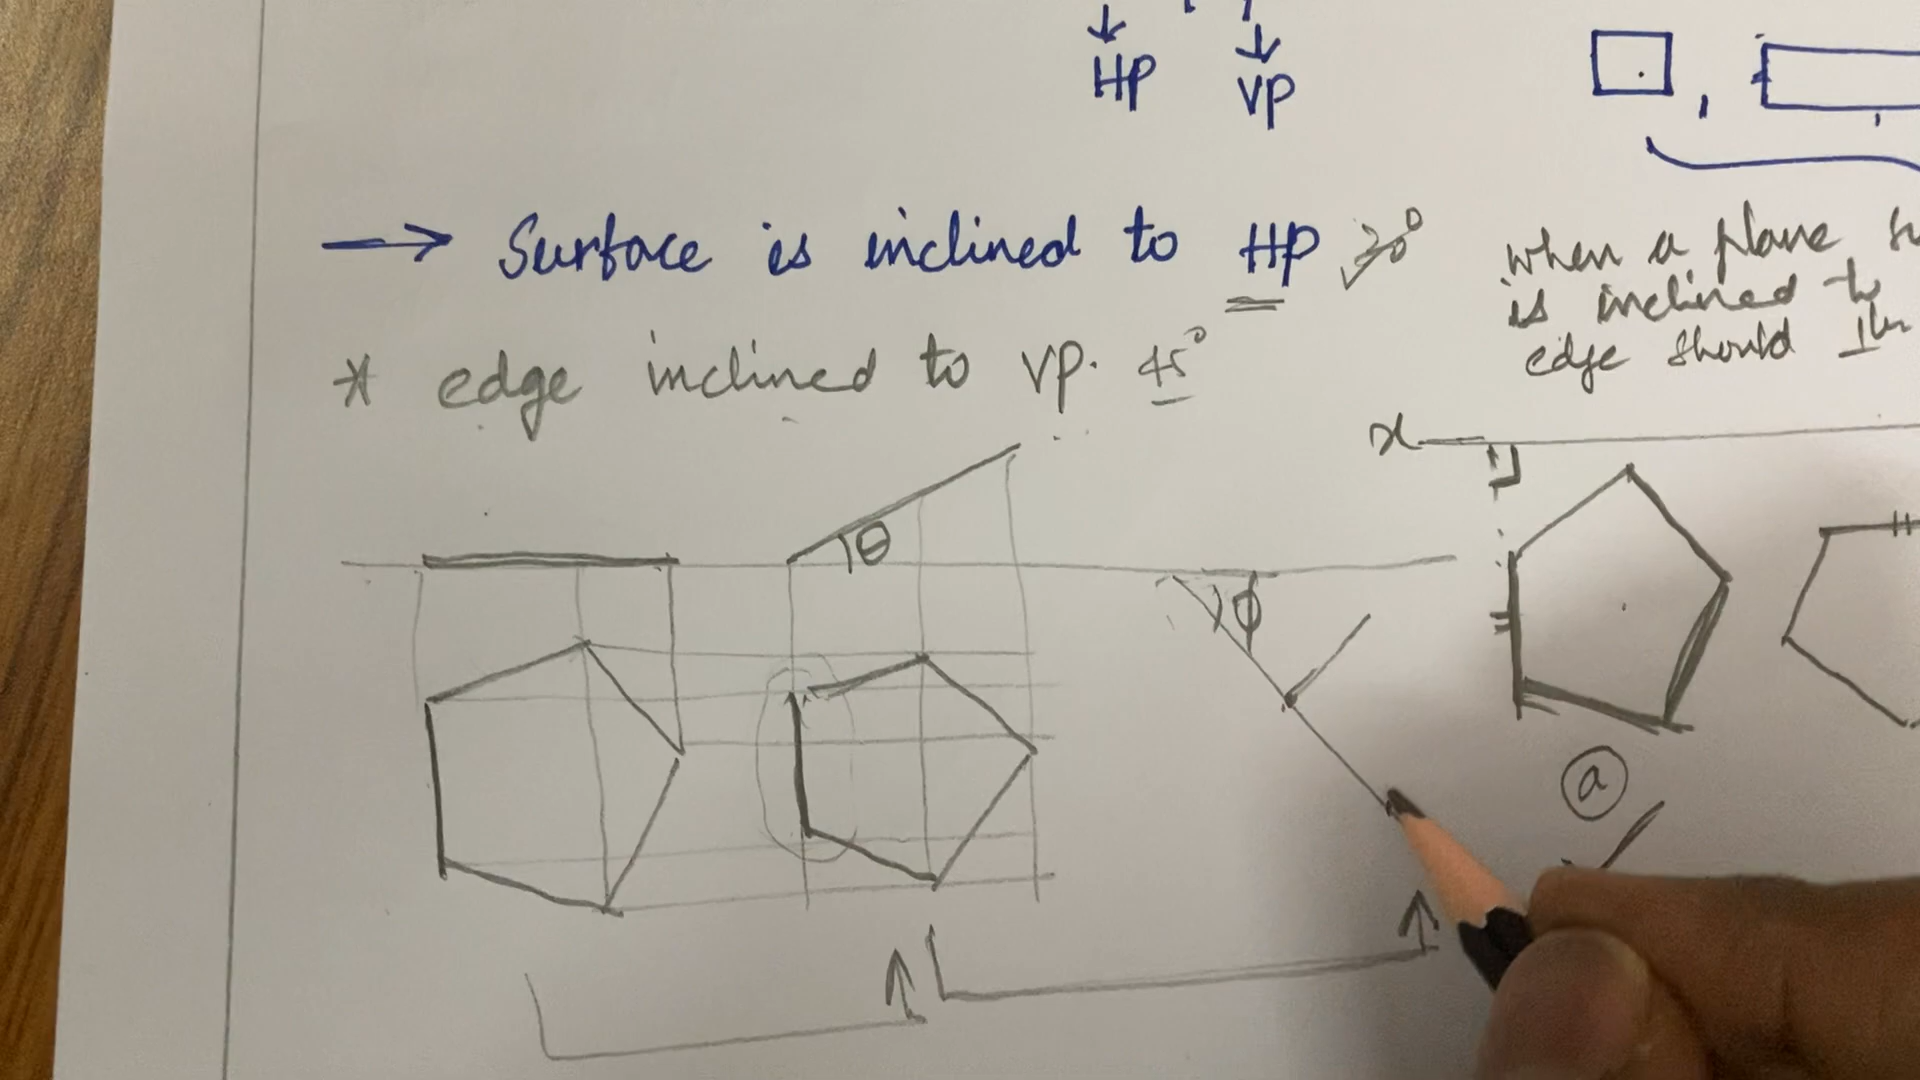 HP VP
→ Surface is inclined to HP 30°
* edge inclined to VP. 45°
when a plane
is inclined to
edge should
x
θ
φ
a